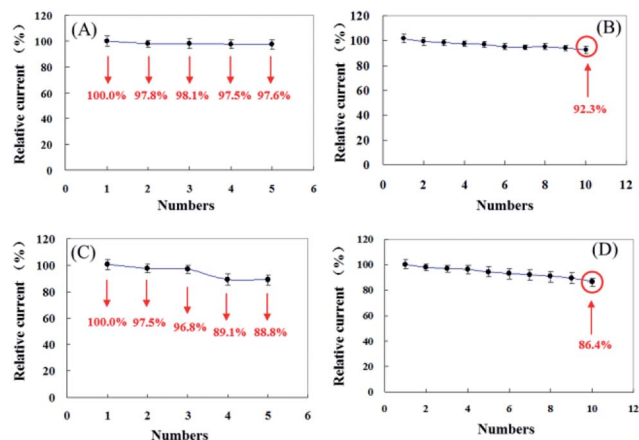 (A)
Relative current (%)
120
100
80
60
40
20
0
100.0% 97.8% 98.1% 97.5% 97.6%
0 1 2 3 4 5 6
Numbers
(B)
Relative current (%)
120
100
80
60
40
20
0
92.3%
0 2 4 6 8 10 12
Numbers
(C)
Relative current (%)
120
100
80
60
40
20
0
100.0% 97.5% 96.8% 89.1% 88.8%
0 1 2 3 4 5 6
Numbers
(D)
Relative current (%)
120
100
80
60
40
20
0
86.4%
0 2 4 6 8 10 12
Numbers